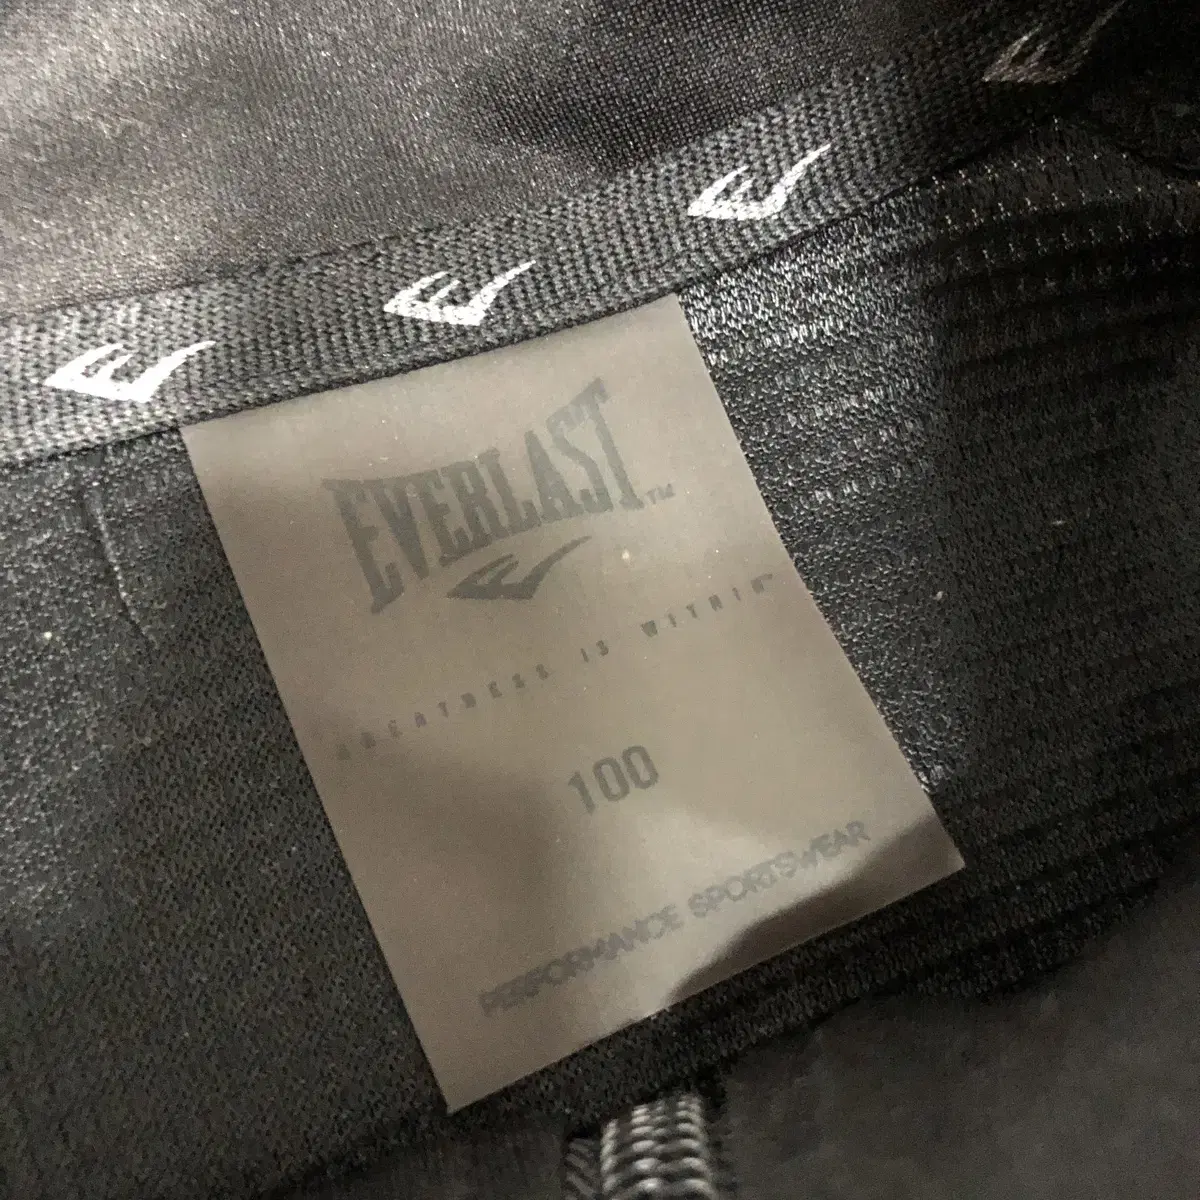 EVERLAST™
GREATNESS IS WITHIN™
100
PERFORMANCE SPORTSWEAR